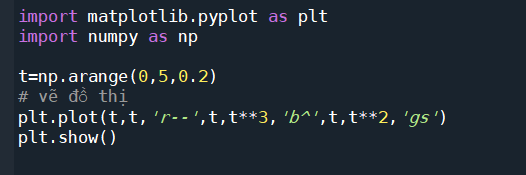 import matplotlib.pyplot as plt
import numpy as np
t=np.arange(0,5,0.2)
# vẽ đồ thị
plt.plot(t,t,'r--',t,t**3,'b^',t,t**2,'gs')
plt.show()